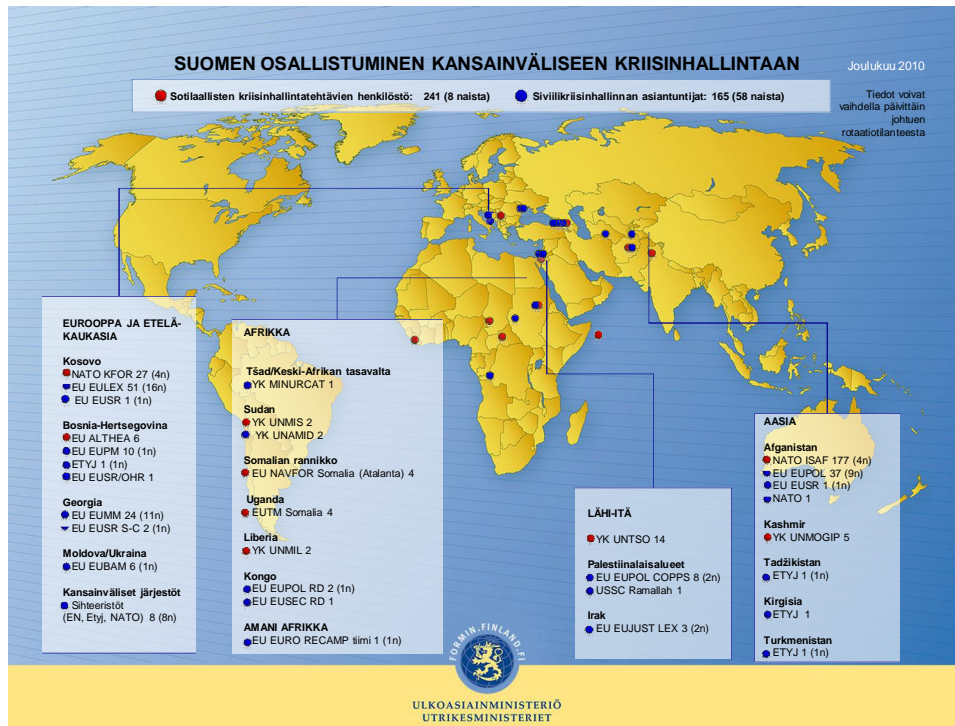 SUOMEN OSALLISTUMINEN KANSAINVÄLISEEN KRIISINHALLINTAAN
Joulukuu 2010
Sotilaallisten kriisinhallintatehtävien henkilöstö: 241 (8 naista)
Siviilikriisinhallinnan asiantuntijat: 165 (58 naista)
Tiedot voivat
vaihdella päivittäin
johtuen
rotaatiotilanteesta
EUROOPPA JA ETELÄ-
KAUKASIA
Kosovo
NATO KFOR 27 (4n)
EU EULEX 51 (16n)
EU EUSR 1 (1n)
Bosnia-Hertsegovina
EU ALTHEA 6
EU EUPM 10 (1n)
ETYJ 1 (1n)
EU EUSR/OHR 1
Georgia
EU EUMM 24 (11n)
EU EUSR S-C 2 (1n)
Moldova/Ukraina
EU EUBAM 6 (1n)
Kansainväliset järjestöt
Sihteeristöt
(EN, Etyj, NATO) 8 (8n)
AFRIKKA
Tšad/Keski-Afrikan tasavalta
YK MINURCAT 1
Sudan
YK UNMIS 2
YK UNAMID 2
Somalian rannikko
EU NAVFOR Somalia (Atalanta) 4
Uganda
EUTM Somalia 4
Liberia
YK UNMIL 2
Kongo
EU EUPOL RD 2 (1n)
EU EUSEC RD 1
AMANI AFRIKKA
EU EURO RECAMP tiimi 1 (1n)
LÄHI-ITÄ
YK UNTSO 14
Palestiinalaisalueet
EU EUPOL COPPS 8 (2n)
USSC Ramallah 1
Irak
EU EUJUST LEX 3 (2n)
AASIA
Afganistan
NATO ISAF 177 (4n)
EU EUPOL 37 (9n)
EU EUSR 1 (1n)
NATO 1
Kashmir
YK UNMOGIP 5
Tadžikistan
ETYJ 1 (1n)
Kirgisia
ETYJ 1
Turkmenistan
ETYJ 1 (1n)
FORMIN.FINLAND.FI
ULKOASIAINMINISTERIÖ
UTRIKESMINISTERIET